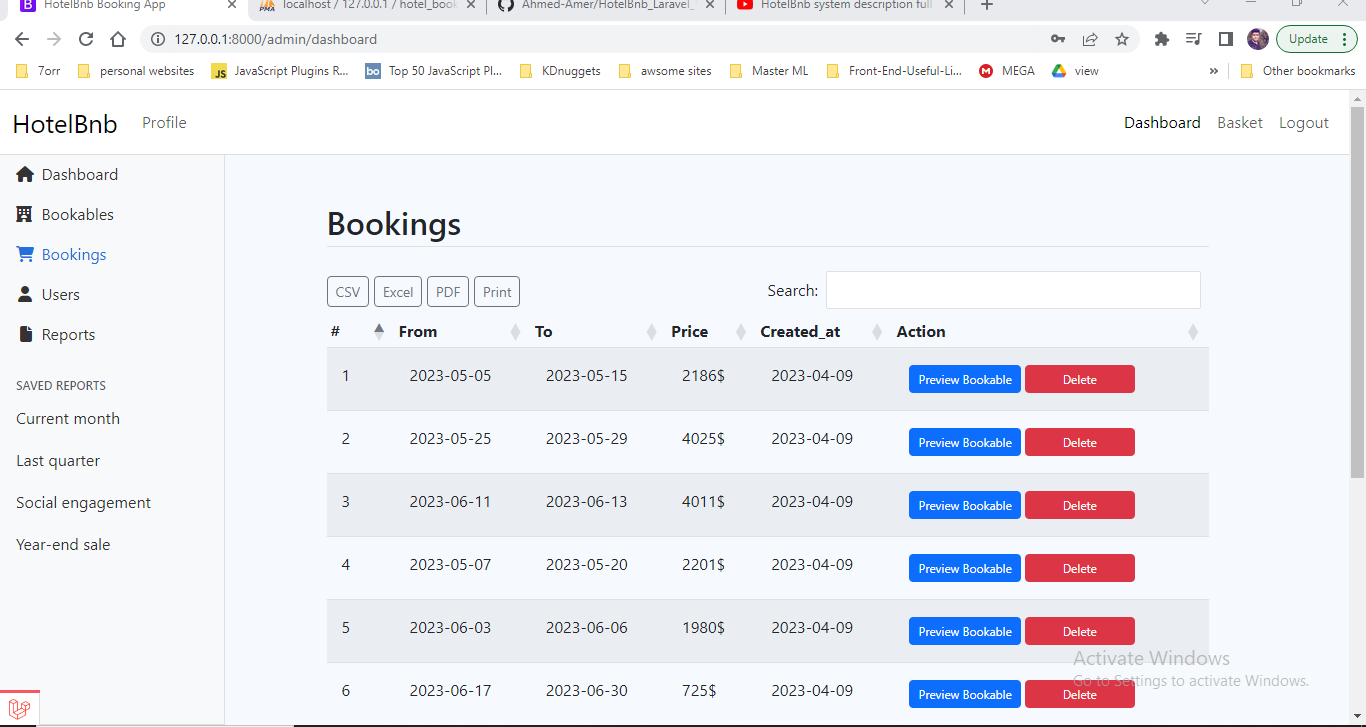 HotelBnb Booking App
localhost / 127.0.0.1 / hotel_book
Ahmed-Amer/HotelBnb_Laravel_
HotelBnb system description full
127.0.0.1:8000/admin/dashboard
Update
7orr
personal websites
JS
JavaScript Plugins R...
bo
Top 50 JavaScript Pl...
KDnuggets
awsome sites
Master ML
Front-End-Useful-Li...
MEGA
view
»
Other bookmarks
HotelBnb
Profile
Dashboard
Basket
Logout
Dashboard
Bookables
Bookings
Users
Reports
SAVED REPORTS
Current month
Last quarter
Social engagement
Year-end sale
Bookings
CSV
Excel
PDF
Print
Search:
# From To Price Created_at Action
1 2023-05-05 2023-05-15 2186$ 2023-04-09 Preview Bookable Delete
2 2023-05-25 2023-05-29 4025$ 2023-04-09 Preview Bookable Delete
3 2023-06-11 2023-06-13 4011$ 2023-04-09 Preview Bookable Delete
4 2023-05-07 2023-05-20 2201$ 2023-04-09 Preview Bookable Delete
5 2023-06-03 2023-06-06 1980$ 2023-04-09 Preview Bookable Delete
6 2023-06-17 2023-06-30 725$ 2023-04-09 Preview Bookable Delete
Activate Windows
Go to Settings to activate Windows.